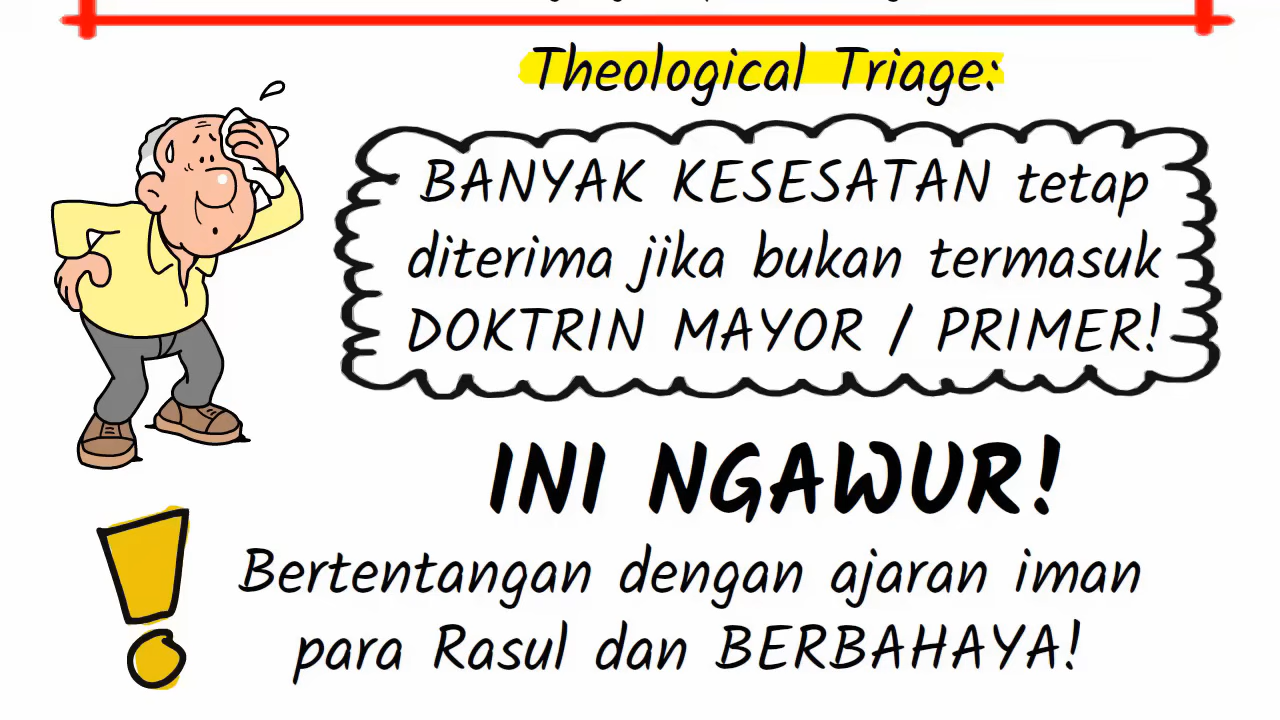 Theological Triage:
BANYAK KESESATAN tetap
diterima jika bukan termasuk
DOKTRIN MAYOR / PRIMER!
INI NGAWUR!
Bertentangan dengan ajaran iman
para Rasul dan BERBAHAYA!